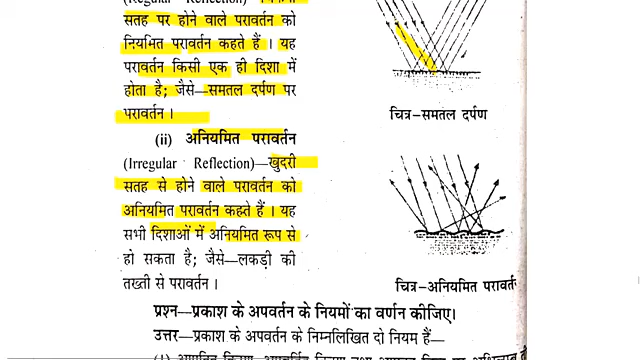 (Regular Reflection)
सतह पर होने वाले परावर्तन को
नियमित परावर्तन कहते हैं । यह
परावर्तन किसी एक ही दिशा में
होता है; जैसे—समतल दर्पण पर
परावर्तन ।
चित्र–समतल दर्पण
(ii) अनियमित परावर्तन
(Irregular Reflection)—खुदरी
सतह से होने वाले परावर्तन को
अनियमित परावर्तन कहते हैं । यह
सभी दिशाओं में अनियमित रूप से
हो सकता है; जैसे—लकड़ी की
तख्ती से परावर्तन ।
चित्र–अनियमित परावर्तन
प्रश्न–प्रकाश के अपवर्तन के नियमों का वर्णन कीजिए।
उत्तर–प्रकाश के अपवर्तन के निम्नलिखित दो नियम हैं—